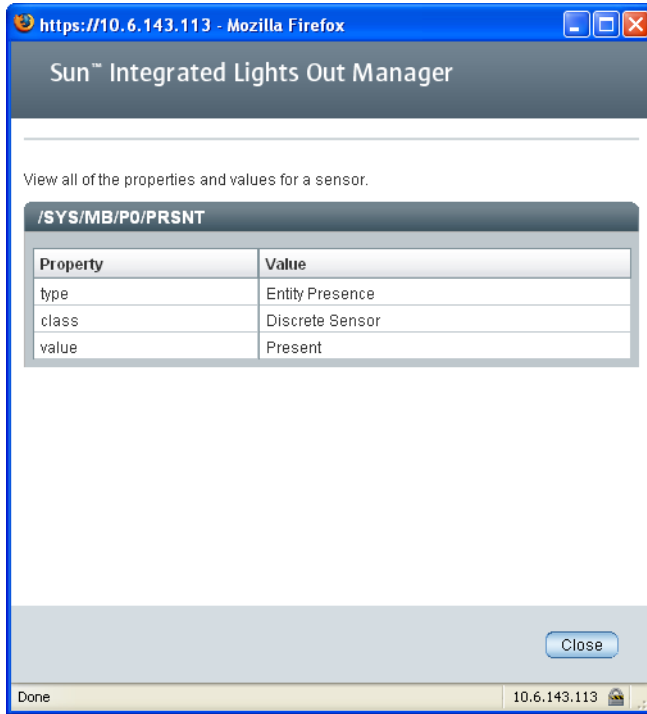 https://10.6.143.113 - Mozilla Firefox
Sun™ Integrated Lights Out Manager
View all of the properties and values for a sensor.
/SYS/MB/P0/PRSNT
Property Value
type Entity Presence
class Discrete Sensor
value Present
Close
Done 10.6.143.113